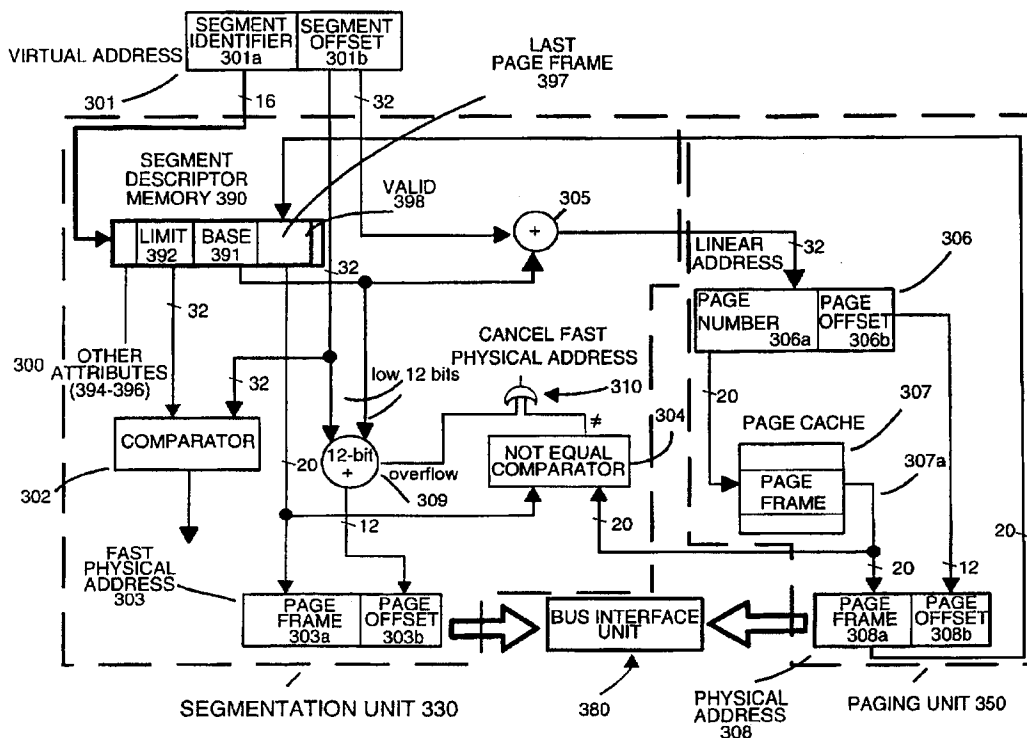 SEGMENT IDENTIFIER 301a
SEGMENT OFFSET 301b
VIRTUAL ADDRESS
301
LAST PAGE FRAME 397
16
32
SEGMENT DESCRIPTOR MEMORY 390
VALID 398
305
+
LIMIT 392
BASE 391
32
LINEAR ADDRESS
32
306
32
PAGE NUMBER 306a
PAGE OFFSET 306b
300
OTHER ATTRIBUTES (394-396)
32
low 12 bits
CANCEL FAST PHYSICAL ADDRESS
310
20
307
PAGE CACHE
COMPARATOR
302
20
12-bit +
overflow
309
≠
304
NOT EQUAL COMPARATOR
307a
PAGE FRAME
12
20
20
20
12
FAST PHYSICAL ADDRESS 303
PAGE FRAME 303a
PAGE OFFSET 303b
BUS INTERFACE UNIT
PAGE FRAME 308a
PAGE OFFSET 308b
SEGMENTATION UNIT 330
380
PHYSICAL ADDRESS 308
PAGING UNIT 350